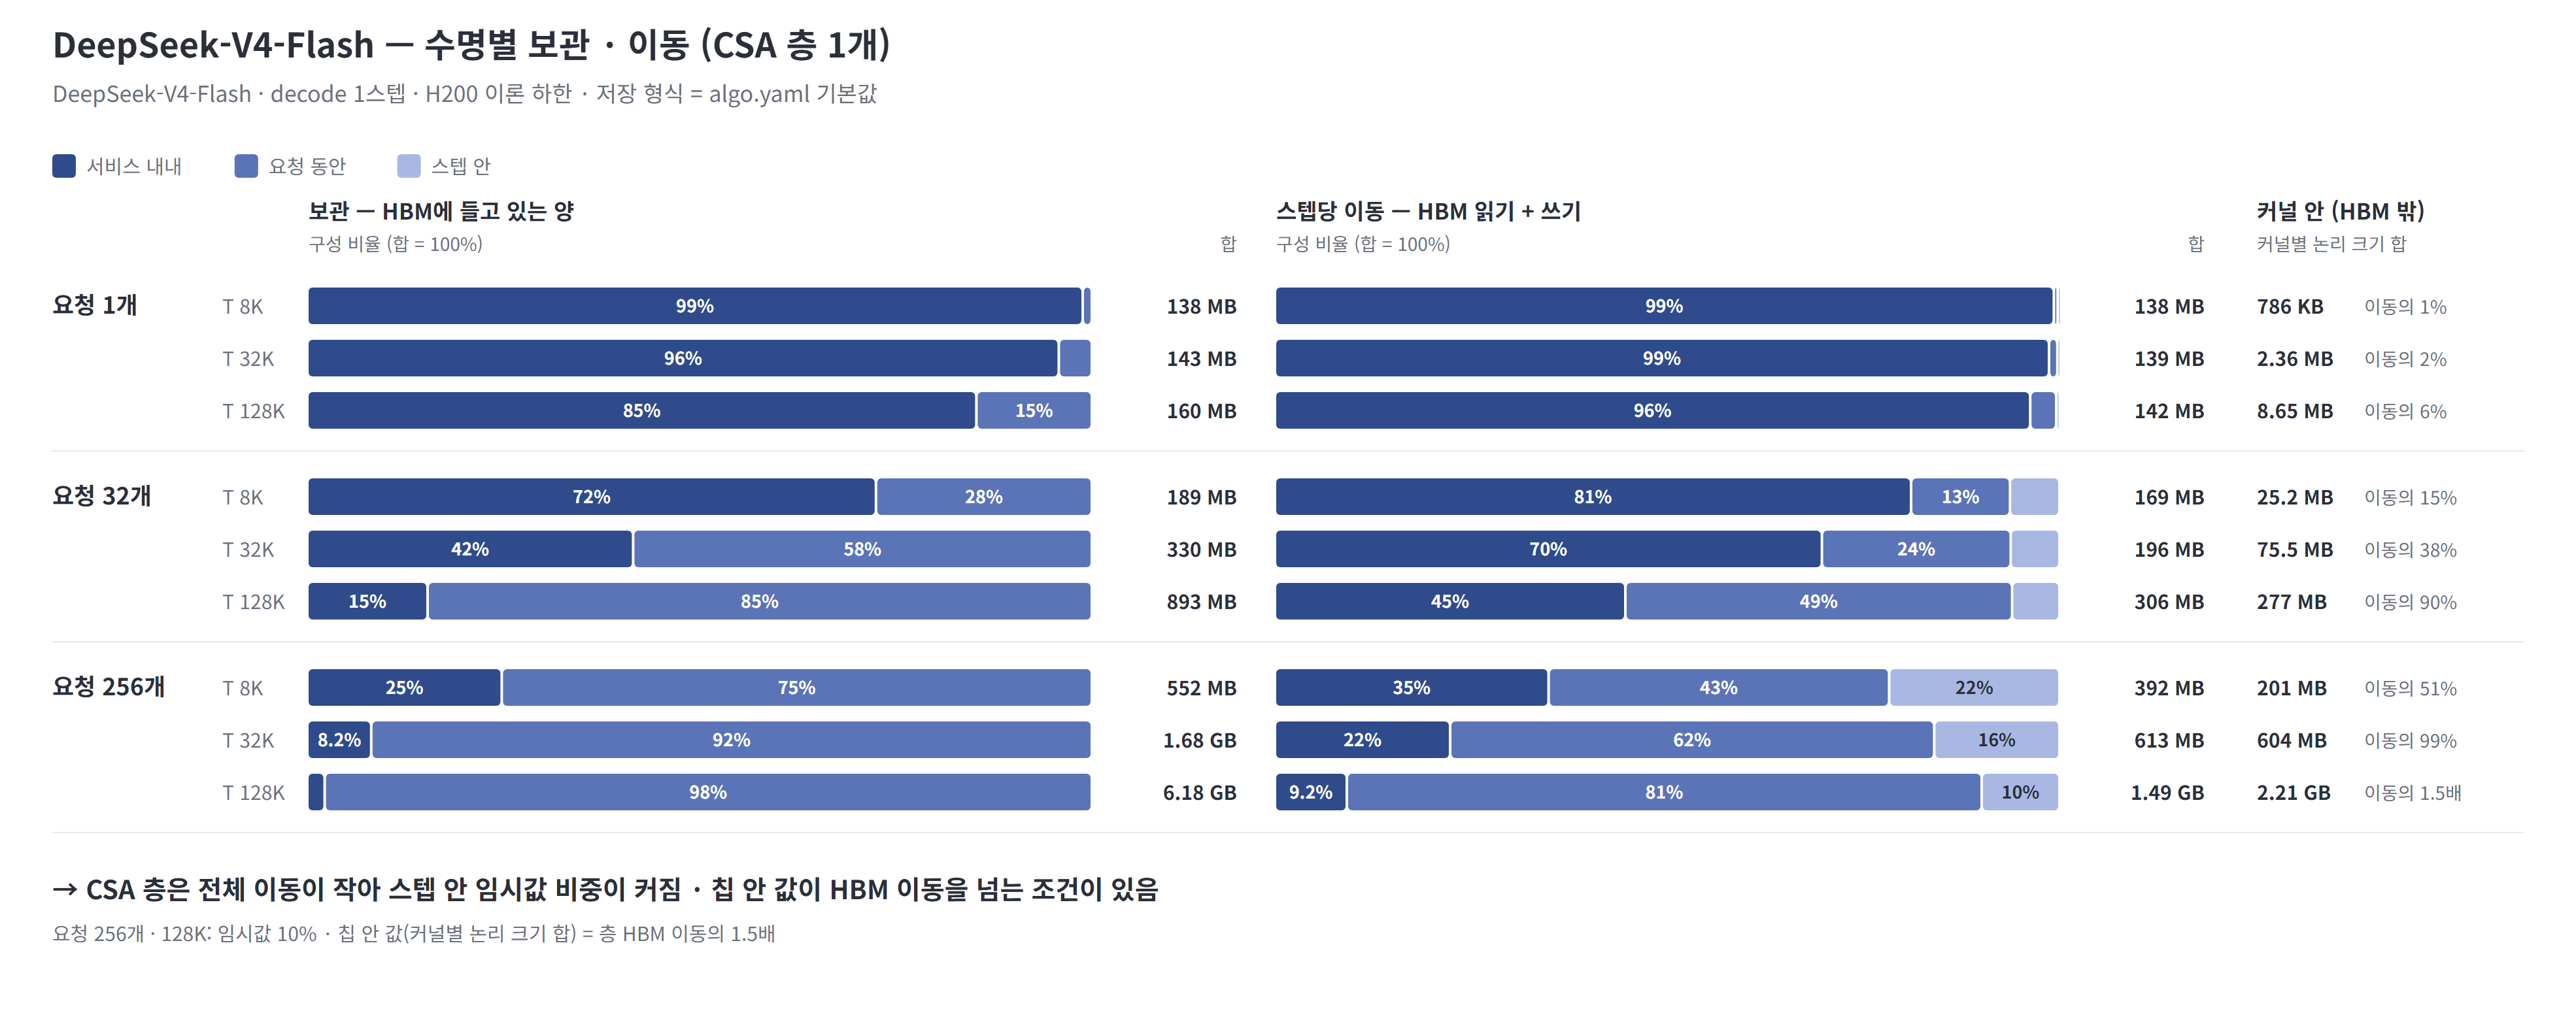 DeepSeek-V4-Flash — 수명별 보관 · 이동 (CSA 층 1개)
DeepSeek-V4-Flash · decode 1스텝 · H200 이론 하한 · 저장 형식 = algo.yaml 기본값
서비스 내내 요청 동안 스텝 안
보관 — HBM에 들고 있는 양 스텝당 이동 — HBM 읽기 + 쓰기 커널 안 (HBM 밖)
구성 비율 (합 = 100%) 합 구성 비율 (합 = 100%) 합 커널별 논리 크기 합
요청 1개 T 8K 99% 138 MB 99% 138 MB 786 KB 이동의 1%
T 32K 96% 143 MB 99% 139 MB 2.36 MB 이동의 2%
T 128K 85% 15% 160 MB 96% 142 MB 8.65 MB 이동의 6%
요청 32개 T 8K 72% 28% 189 MB 81% 13% 169 MB 25.2 MB 이동의 15%
T 32K 42% 58% 330 MB 70% 24% 196 MB 75.5 MB 이동의 38%
T 128K 15% 85% 893 MB 45% 49% 306 MB 277 MB 이동의 90%
요청 256개 T 8K 25% 75% 552 MB 35% 43% 22% 392 MB 201 MB 이동의 51%
T 32K 8.2% 92% 1.68 GB 22% 62% 16% 613 MB 604 MB 이동의 99%
T 128K 98% 6.18 GB 9.2% 81% 10% 1.49 GB 2.21 GB 이동의 1.5배
→ CSA 층은 전체 이동이 작아 스텝 안 임시값 비중이 커짐 · 칩 안 값이 HBM 이동을 넘는 조건이 있음
요청 256개 · 128K: 임시값 10% · 칩 안 값(커널별 논리 크기 합) = 층 HBM 이동의 1.5배